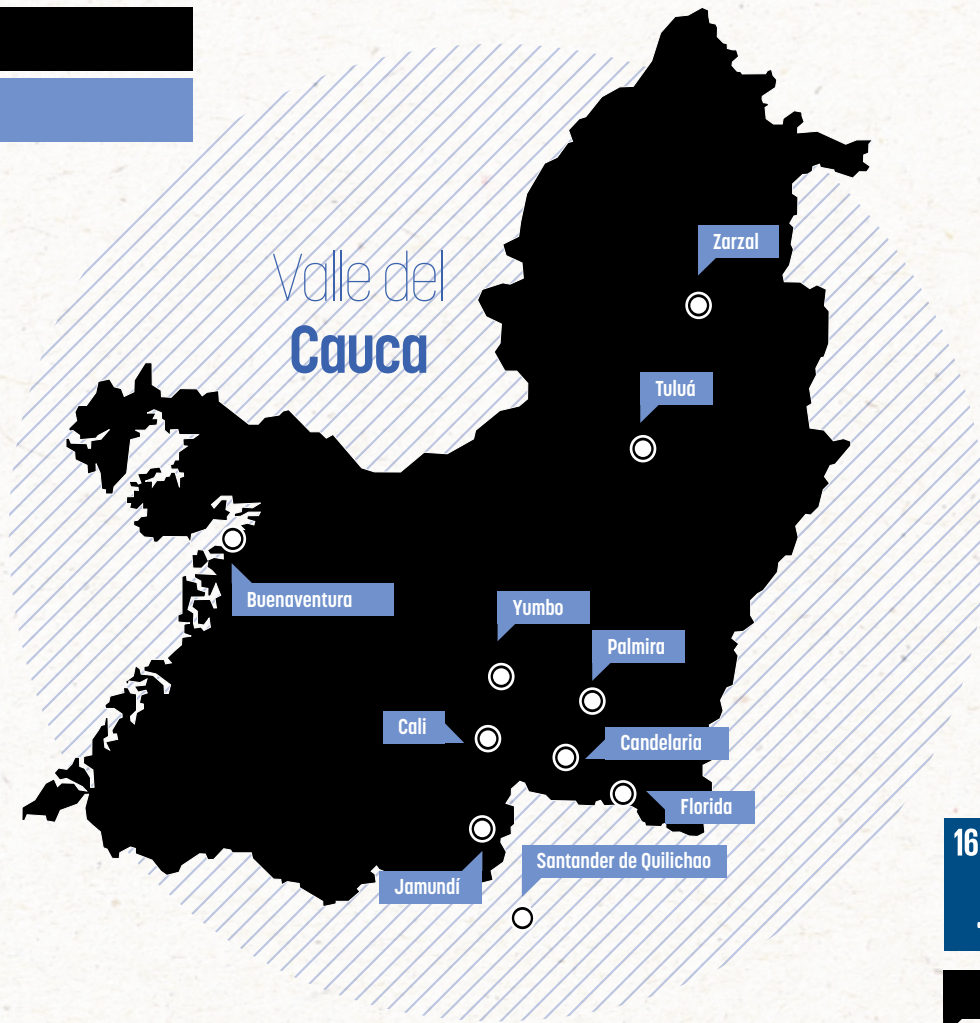 Zarzal
Valle del
Cauca
Tuluá
Buenaventura
Yumbo
Palmira
Cali
Candelaria
Florida
16
Santander de Quilichao
Jamundí